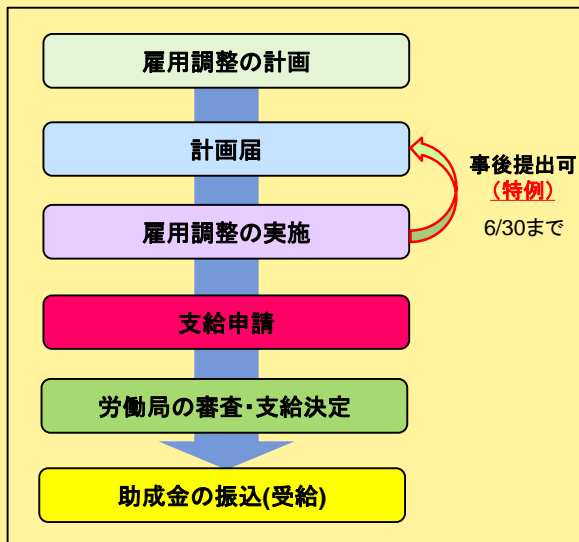 雇用調整の計画
計画届
事後提出可
（特例）
6/30まで
雇用調整の実施
支給申請
労働局の審査・支給決定
助成金の振込(受給)